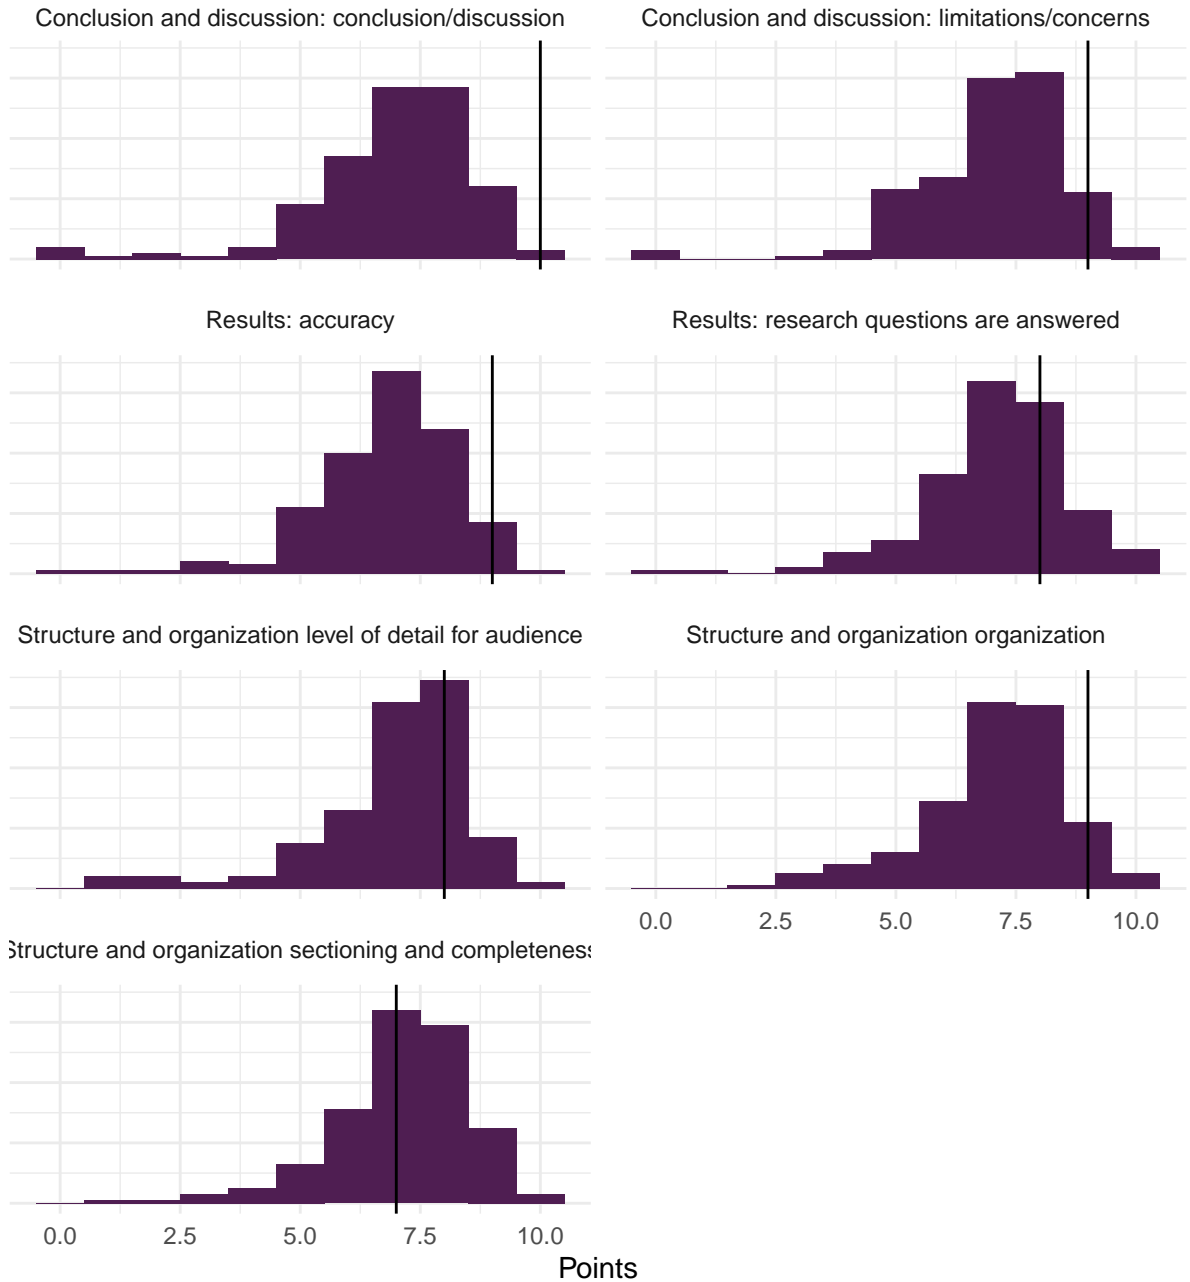 Conclusion and discussion: conclusion/discussion
Conclusion and discussion: limitations/concerns
Results: accuracy
Results: research questions are answered
Structure and organization level of detail for audience
Structure and organization organization
0.0 2.5 5.0 7.5 10.0
Structure and organization sectioning and completeness
0.0 2.5 5.0 7.5 10.0
Points